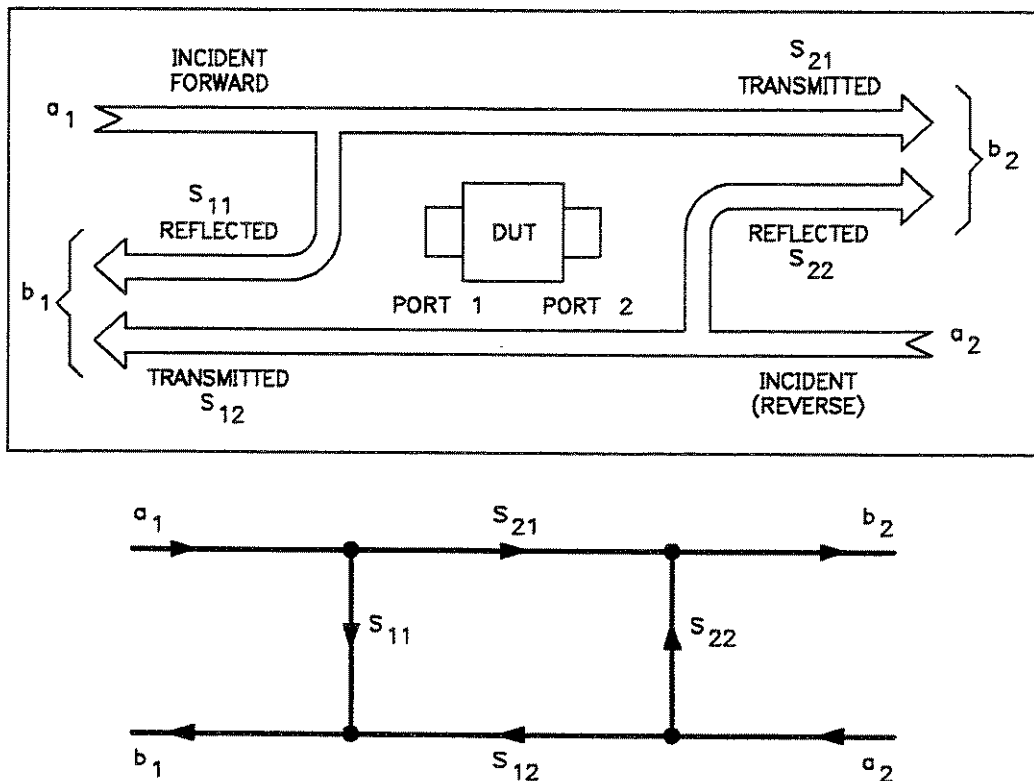 INCIDENT
FORWARD
S21
TRANSMITTED
a1
b2
S11
REFLECTED
DUT
REFLECTED
S22
b1
PORT 1 PORT 2
a2
TRANSMITTED
S12
INCIDENT
(REVERSE)
a1 S21 b2
S11 S22
b1 S12 a2